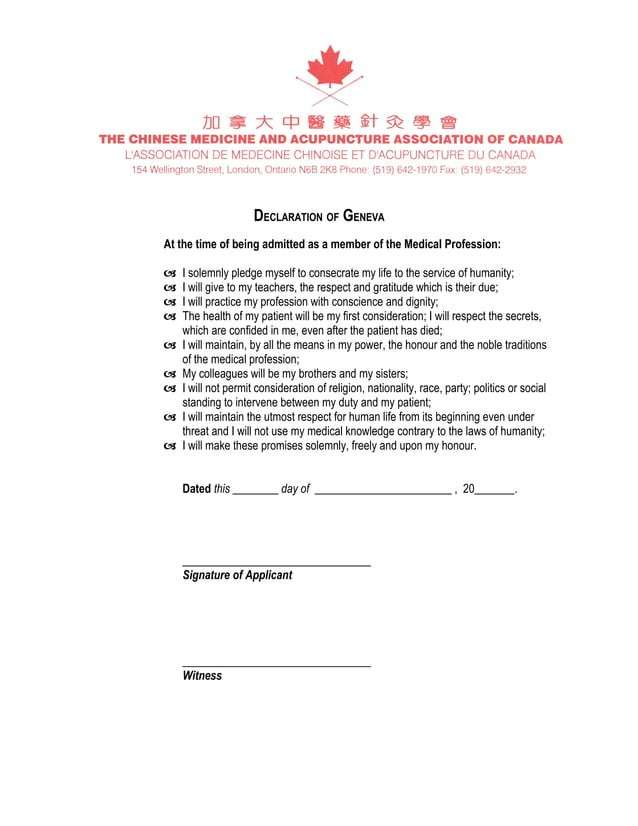 加拿大中醫藥針灸學會
THE CHINESE MEDICINE AND ACUPUNCTURE ASSOCIATION OF CANADA
L'ASSOCIATION DE MEDECINE CHINOISE ET D'ACUPUNCTURE DU CANADA
154 Wellington Street, London, Ontario N6B 2K8 Phone: (519) 642-1970 Fax: (519) 642-2932
DECLARATION OF GENEVA
At the time of being admitted as a member of the Medical Profession:
I solemnly pledge myself to consecrate my life to the service of humanity;
I will give to my teachers, the respect and gratitude which is their due;
I will practice my profession with conscience and dignity;
The health of my patient will be my first consideration; I will respect the secrets,
which are confided in me, even after the patient has died;
I will maintain, by all the means in my power, the honour and the noble traditions
of the medical profession;
My colleagues will be my brothers and my sisters;
I will not permit consideration of religion, nationality, race, party; politics or social
standing to intervene between my duty and my patient;
I will maintain the utmost respect for human life from its beginning even under
threat and I will not use my medical knowledge contrary to the laws of humanity;
I will make these promises solemnly, freely and upon my honour.
Dated this _______ day of _____________________ , 20______.
Signature of Applicant
Witness